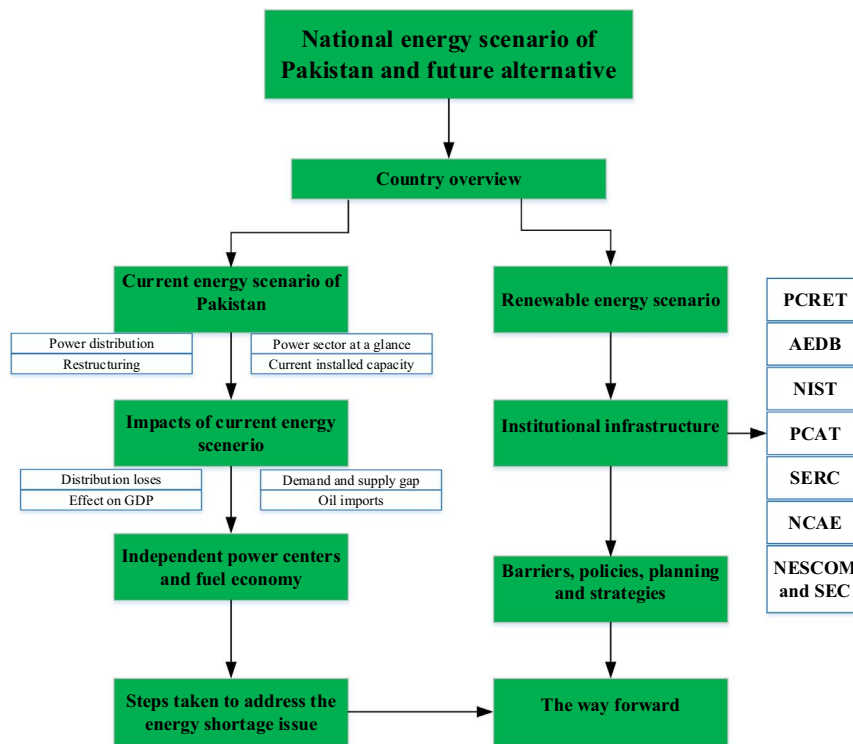 National energy scenario of
Pakistan and future alternative
Country overview
Current energy scenario of
Pakistan
Power distribution
Restructuring
Power sector at a glance
Current installed capacity
Impacts of current energy
scenerio
Distribution loses
Effect on GDP
Demand and supply gap
Oil imports
Independent power centers
and fuel economy
Steps taken to address the
energy shortage issue
Renewable energy scenario
Institutional infrastructure
PCRET
AEDB
NIST
PCAT
SERC
NCAE
NESCOM
and SEC
Barriers, policies, planning
and strategies
The way forward